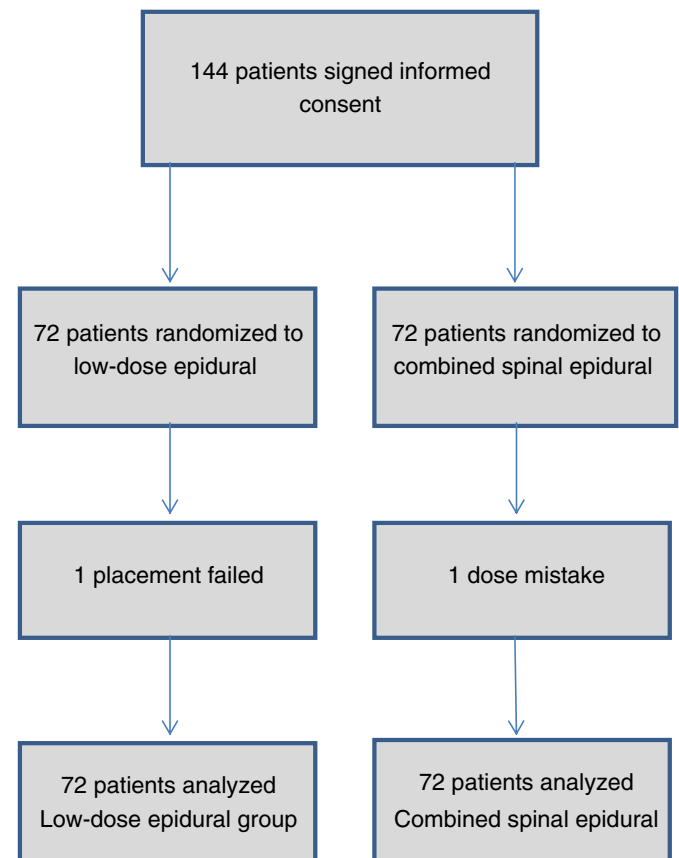 144 patients signed informed
consent
72 patients randomized to
low-dose epidural
72 patients randomized to
combined spinal epidural
1 placement failed
1 dose mistake
72 patients analyzed
Low-dose epidural group
72 patients analyzed
Combined spinal epidural